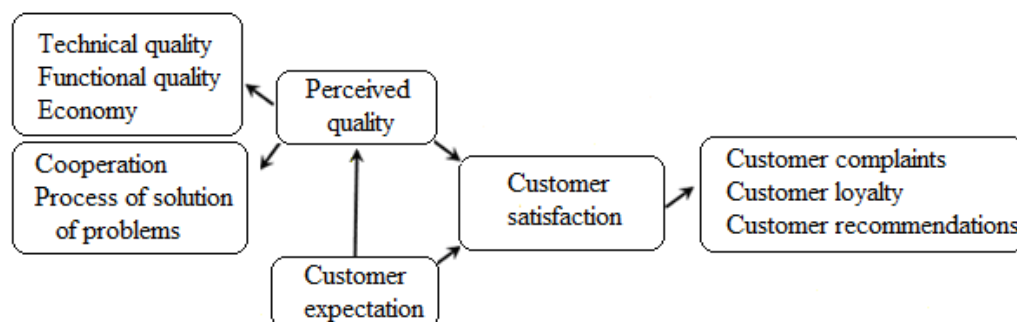 Technical quality
Functional quality
Economy
Cooperation
Process of solution
of problems
Perceived
quality
Customer
expectation
Customer
satisfaction
Customer complaints
Customer loyalty
Customer recommendations